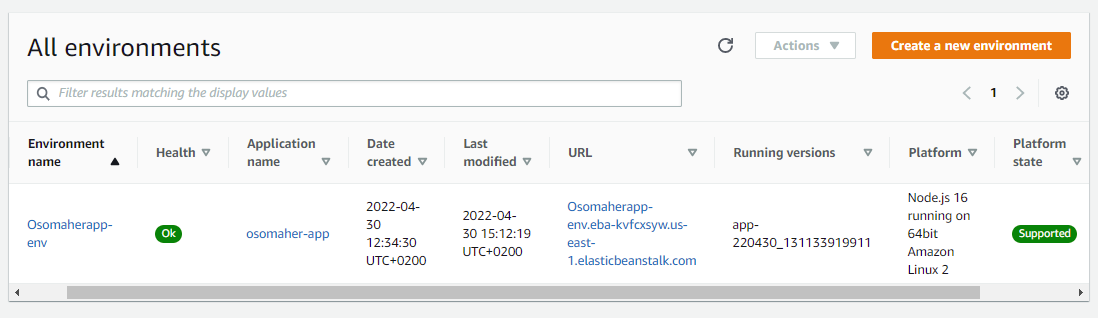 All environments
Actions
Create a new environment
Filter results matching the display values
1
Environment name
Health
Application name
Date created
Last modified
URL
Running versions
Platform
Platform state
Osomaherapp-
env
Ok
osomaher-app
2022-04-
30
12:34:30
UTC+0200
2022-04-
30 15:12:19
UTC+0200
Osomaherapp-
env.eba-kvfcxsyw.us-
east-
1.elasticbeanstalk.com
app-
220430_131133919911
Node.js 16
running on
64bit
Amazon
Linux 2
Supported